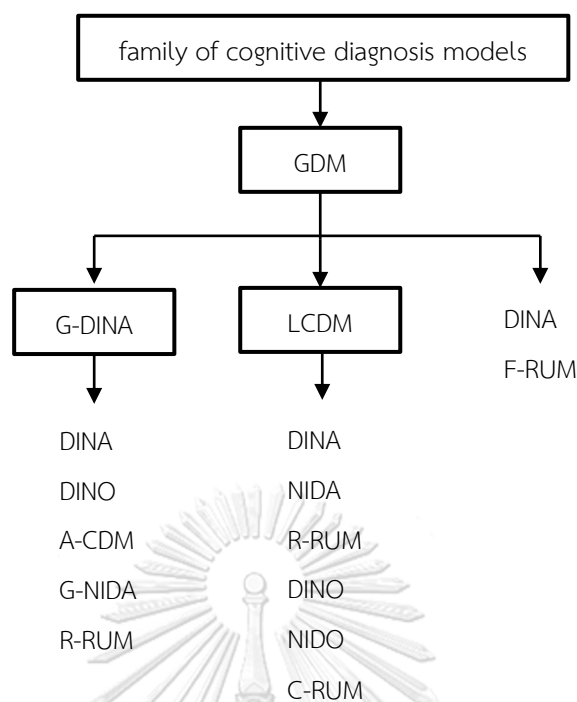 family of cognitive diagnosis models
GDM
G-DINA
LCDM
DINA
F-RUM
DINA
DINO
A-CDM
G-NIDA
R-RUM
DINA
NIDA
R-RUM
DINO
NIDO
C-RUM